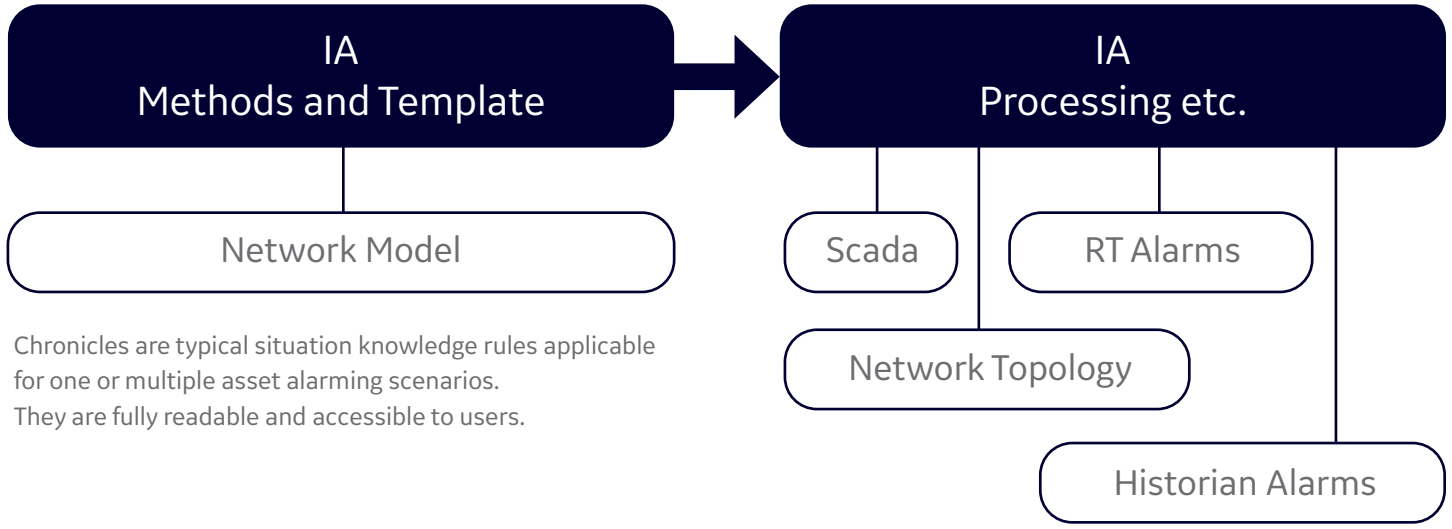 IA
Methods and Template
IA
Processing etc.
Network Model
Scada
RT Alarms
Chronicles are typical situation knowledge rules applicable
for one or multiple asset alarming scenarios.
They are fully readable and accessible to users.
Network Topology
Historian Alarms